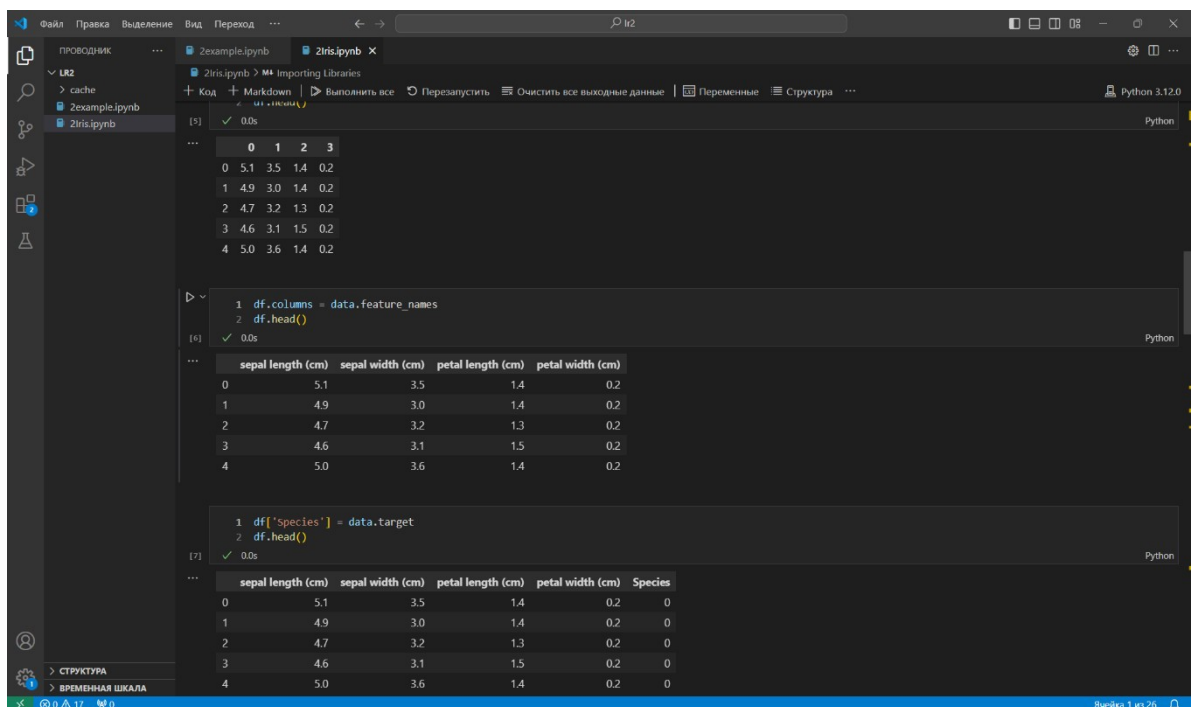 Файл Правка Выделение Вид Переход ··· lr2
ПРОВОДНИК ···
LR2
cache
2example.ipynb
2Iris.ipynb
СТРУКТУРА
ВРЕМЕННАЯ ШКАЛА
2example.ipynb 2Iris.ipynb
2Iris.ipynb > M↓ Importing Libraries
+ Код + Markdown Выполнить все Перезапустить Очистить все выходные данные Переменные Структура ··· Python 3.12.0
2 df.head()
[5] ✓ 0.0s Python
0 1 2 3
0 5.1 3.5 1.4 0.2
1 4.9 3.0 1.4 0.2
2 4.7 3.2 1.3 0.2
3 4.6 3.1 1.5 0.2
4 5.0 3.6 1.4 0.2
1 df.columns = data.feature_names
2 df.head()
[6] ✓ 0.0s Python
sepal length (cm) sepal width (cm) petal length (cm) petal width (cm)
0 5.1 3.5 1.4 0.2
1 4.9 3.0 1.4 0.2
2 4.7 3.2 1.3 0.2
3 4.6 3.1 1.5 0.2
4 5.0 3.6 1.4 0.2
1 df['Species'] = data.target
2 df.head()
[7] ✓ 0.0s Python
sepal length (cm) sepal width (cm) petal length (cm) petal width (cm) Species
0 5.1 3.5 1.4 0.2 0
1 4.9 3.0 1.4 0.2 0
2 4.7 3.2 1.3 0.2 0
3 4.6 3.1 1.5 0.2 0
4 5.0 3.6 1.4 0.2 0
0 17 0 Ячейка 1 из 26